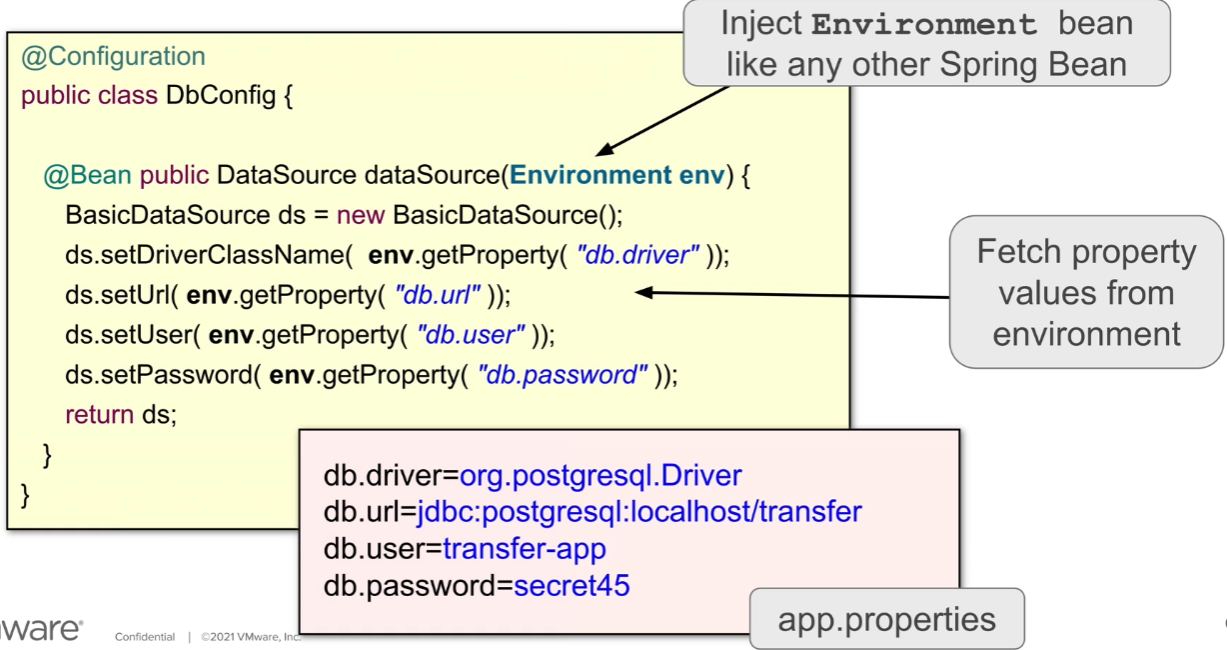 Inject Environment bean
like any other Spring Bean
@Configuration
public class DbConfig {
@Bean public DataSource dataSource(Environment env) {
BasicDataSource ds = new BasicDataSource();
ds.setDriverClassName( env.getProperty( "db.driver" ));
ds.setUrl( env.getProperty( "db.url" ));
ds.setUser( env.getProperty( "db.user" ));
ds.setPassword( env.getProperty( "db.password" ));
return ds;
}
}
Fetch property
values from
environment
db.driver=org.postgresql.Driver
db.url=jdbc:postgresql:localhost/transfer
db.user=transfer-app
db.password=secret45
app.properties
ware®
Confidential | ©2021 VMware, Inc.